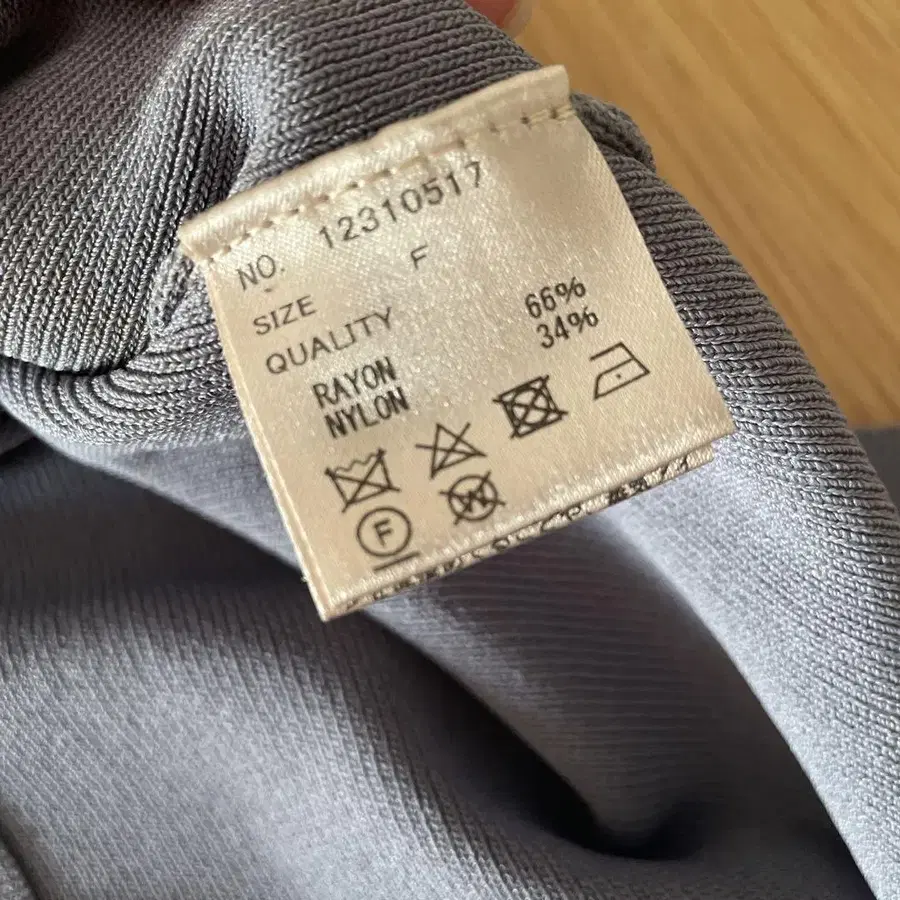 NO. 12310517
SIZE F
QUALITY
RAYON 66%
NYLON 34%
F W